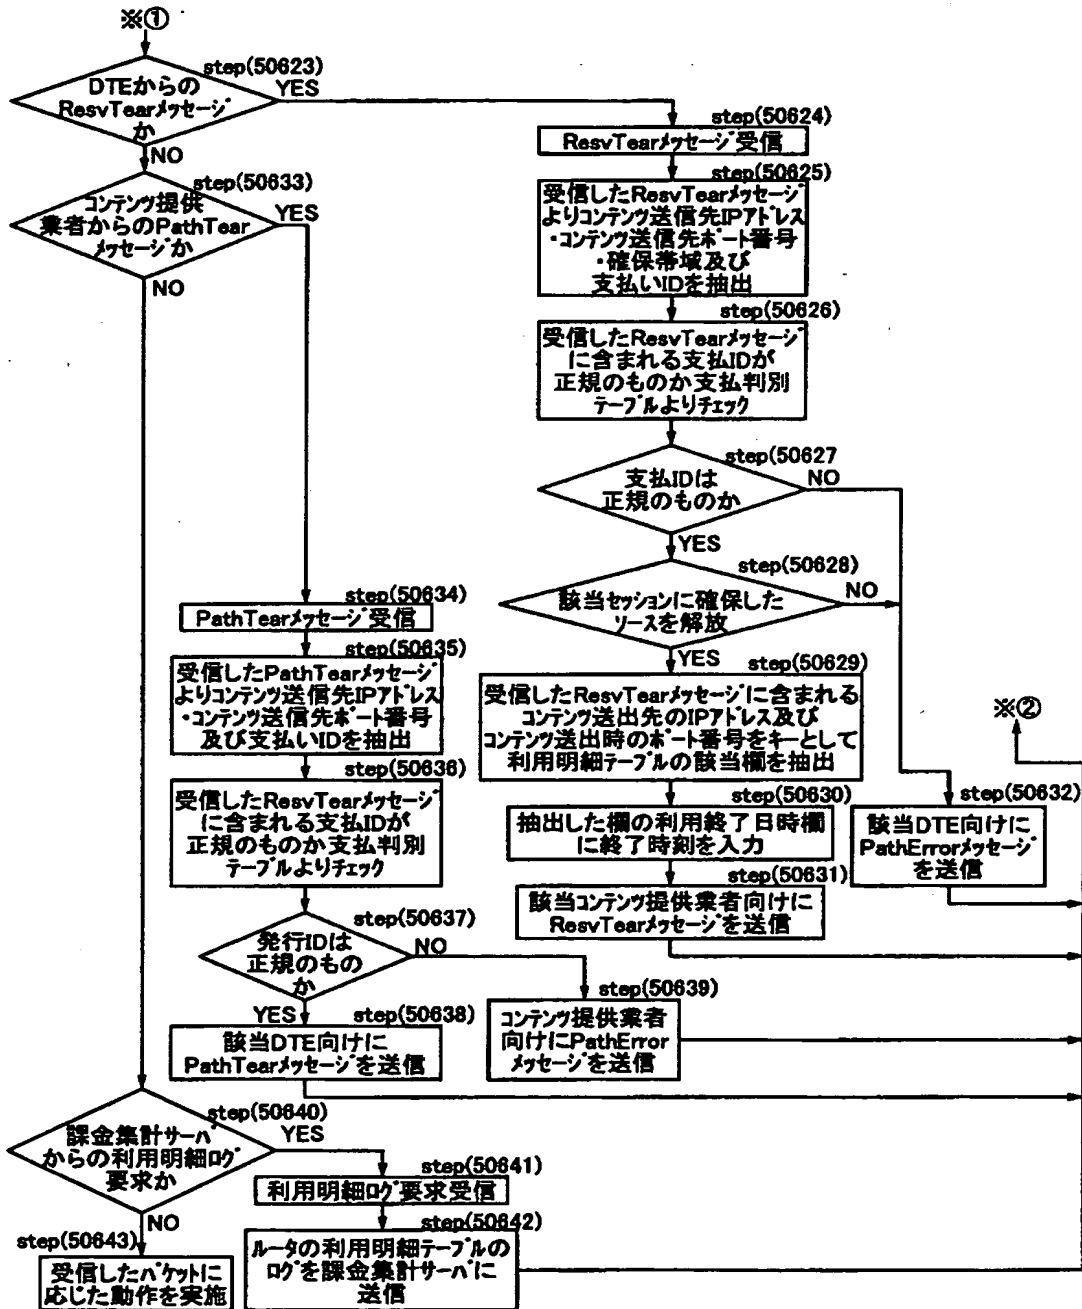 ※①
step(50623)
DTEからの
ResvTearメッセージ
か
YES
NO
step(50624)
ResvTearメッセージ受信
step(50625)
受信したResvTearメッセージ
よりコンテンツ送信先IPアドレス
・コンテンツ送信先ポート番号
・確保帯域及び
支払いIDを抽出
step(50633)
コンテンツ提供
業者からのPathTear
メッセージか
YES
NO
step(50626)
受信したResvTearメッセージ
に含まれる支払IDが
正規のものか支払判別
テーブルよりチェック
step(50627
支払IDは
正規のものか
NO
YES
step(50628)
該当セッションに確保した
ソースを解放
NO
YES
step(50634)
PathTearメッセージ受信
step(50635)
受信したPathTearメッセージ
よりコンテンツ送信先IPアドレス
・コンテンツ送信先ポート番号
及び支払いIDを抽出
step(50629)
受信したResvTearメッセージに含まれる
コンテンツ送出先のIPアドレス及び
コンテンツ送出時のポート番号をキーとして
利用明細テーブルの該当欄を抽出
※②
step(50636)
受信したResvTearメッセージ
に含まれる支払IDが
正規のものか支払判別
テーブルよりチェック
step(50630)
抽出した欄の利用終了日時欄
に終了時刻を入力
step(50632)
該当DTE向けに
PathErrorメッセージ
を送信
step(50631)
該当コンテンツ提供業者向けに
ResvTearメッセージを送信
step(50637)
発行IDは
正規のもの
か
NO
YES
step(50638)
該当DTE向けに
PathTearメッセージを送信
step(50639)
コンテンツ提供業者
向けにPathError
メッセージを送信
step(50640)
課金集計サーバ
からの利用明細ログ
要求か
YES
NO
step(50641)
利用明細ログ要求受信
step(50642)
ルータの利用明細テーブルの
ログを課金集計サーバに
送信
step(50643)
受信したパケットに
応じた動作を実施